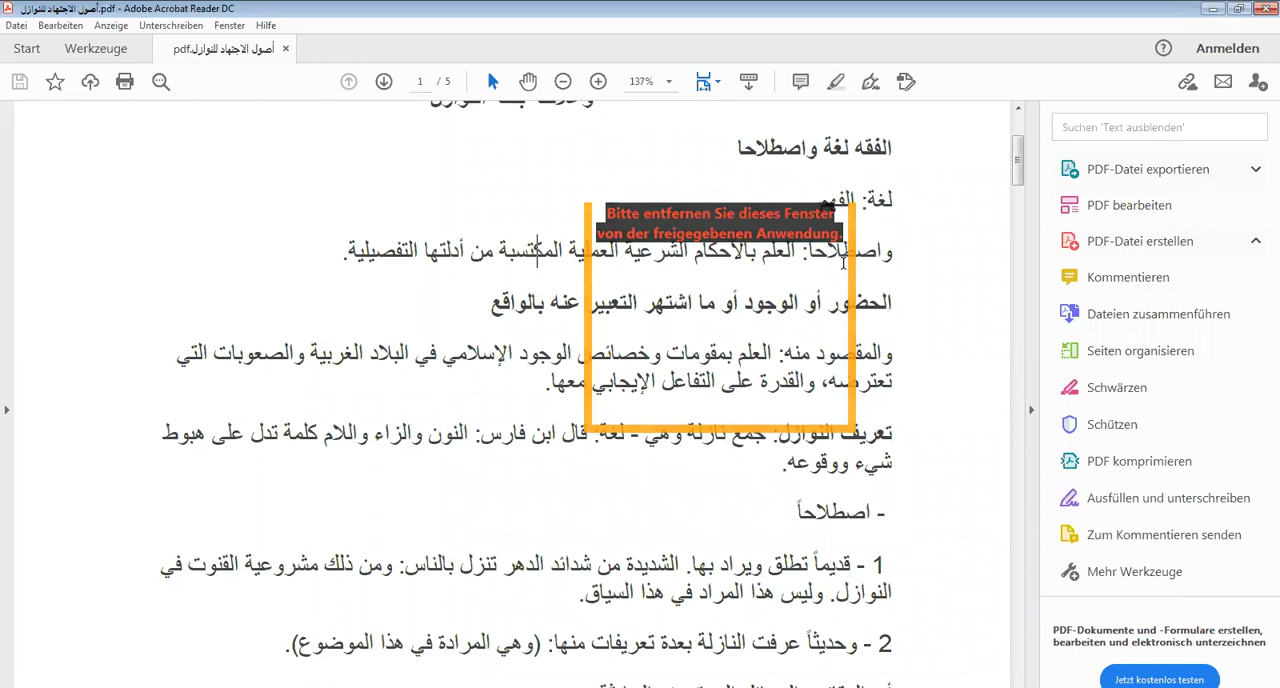 أصول الاجتهاد للنوازل.pdf - Adobe Acrobat Reader DC
Datei Bearbeiten Anzeige Unterschreiben Fenster Hilfe
Start Werkzeuge أصول الاجتهاد للنوازل.pdf × Anmelden
1 / 5 137%
الفقه لغة واصطلاحا
لغة: الفهم
Bitte entfernen Sie dieses Fenster
von der freigegebenen Anwendung.
واصطلاحا: العلم بالأحكام الشرعية العملية المكتسبة من أدلتها التفصيلية.
الحضور أو الوجود أو ما اشتهر التعبير عنه بالواقع
والمقصود منه: العلم بمقومات وخصائص الوجود الإسلامي في البلاد الغربية والصعوبات التي
تعترضه، والقدرة على التفاعل الإيجابي معها.
تعريف النوازل: جمع نازلة وهي - لغة: قال ابن فارس: النون والزاء واللام كلمة تدل على هبوط
شيء ووقوعه.
- اصطلاحاً
1 - قديماً تطلق ويراد بها. الشديدة من شدائد الدهر تنزل بالناس: ومن ذلك مشروعية القنوت في
النوازل. وليس هذا المراد في هذا السياق.
2 - وحديثاً عرفت النازلة بعدة تعريفات منها: (وهي المرادة في هذا الموضوع).
Suchen 'Text ausblenden'
PDF-Datei exportieren
PDF bearbeiten
PDF-Datei erstellen
Kommentieren
Dateien zusammenführen
Seiten organisieren
Schwärzen
Schützen
PDF komprimieren
Ausfüllen und unterschreiben
Zum Kommentieren senden
Mehr Werkzeuge
PDF-Dokumente und -Formulare erstellen,
bearbeiten und elektronisch unterzeichnen
Jetzt kostenlos testen